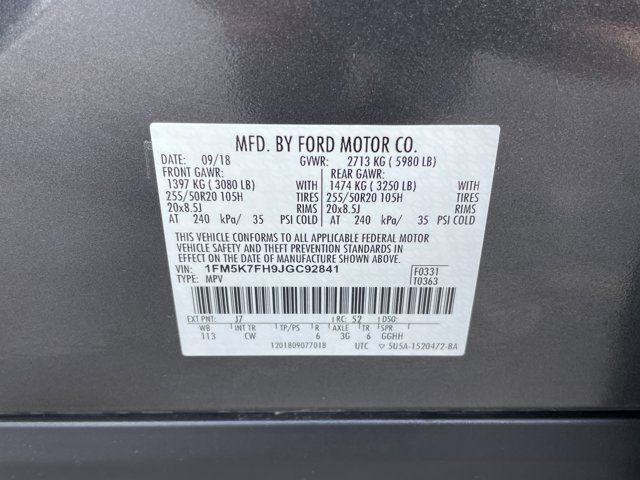 MFD. BY FORD MOTOR CO.
DATE: 09/18 GVWR: 2713 KG ( 5980 LB)
FRONT GAWR: REAR GAWR:
1397 KG ( 3080 LB) WITH 1474 KG ( 3250 LB) WITH
255/50R20 105H TIRES 255/50R20 105H TIRES
20x8.5J RIMS 20x8.5J RIMS
AT 240 kPa/ 35 PSI COLD AT 240 kPa/ 35 PSI COLD
THIS VEHICLE CONFORMS TO ALL APPLICABLE FEDERAL MOTOR
VEHICLE SAFETY AND THEFT PREVENTION STANDARDS IN EFFECT
ON THE DATE OF MANUFACTURE SHOWN ABOVE.
VIN: 1FM5K7FH9JGC92841 F0331
TYPE: MPV T0363
EXT PNT: J7 RC: 52 DSO:
WB INT TR TP/PS R AXLE TR SPR
113 CW 6 3G 6 GGHH
1201809077018 UTC 5U5A-1520472-BA